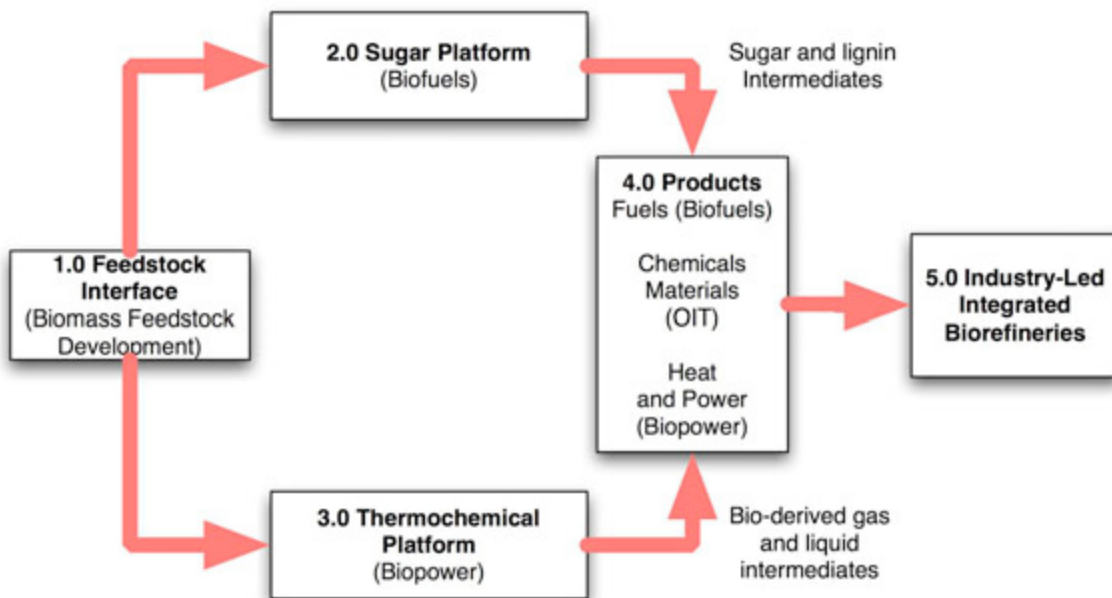 2.0 Sugar Platform
(Biofuels)
Sugar and lignin
Intermediates
1.0 Feedstock
Interface
(Biomass Feedstock
Development)
4.0 Products
Fuels (Biofuels)
Chemicals
Materials
(OIT)
Heat
and Power
(Biopower)
5.0 Industry-Led
Integrated
Biorefineries
3.0 Thermochemical
Platform
(Biopower)
Bio-derived gas
and liquid
intermediates